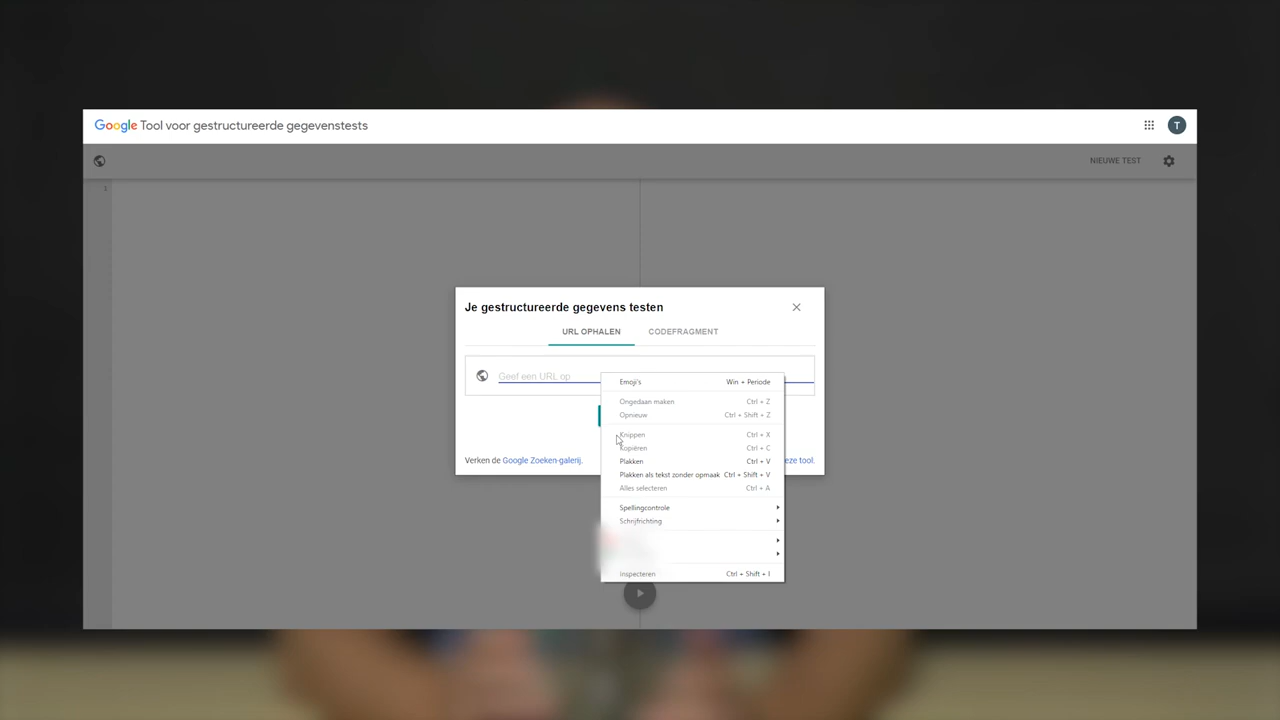 Google Tool voor gestructureerde gegevenstests
T
NIEUWE TEST
1
Je gestructureerde gegevens testen
URL OPHALEN
CODEFRAGMENT
Geef een URL op
Emoji's Win + Periode
Ongedaan maken Ctrl + Z
Opnieuw Ctrl + Shift + Z
Knippen Ctrl + X
Kopiëren Ctrl + C
Plakken Ctrl + V
Plakken als tekst zonder opmaak Ctrl + Shift + V
Alles selecteren Ctrl + A
Spellingcontrole
Schrijfrichting
Inspecteren Ctrl + Shift + I
Verken de Google Zoeken-galerij.
deze tool.